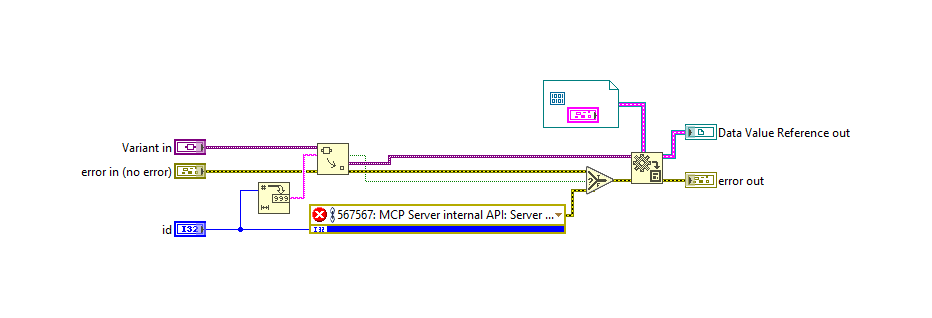 Variant in
Data Value Reference out
error in (no error)
error out
999
567567: MCP Server internal API: Server ...
id
I32
I32
?
T
F